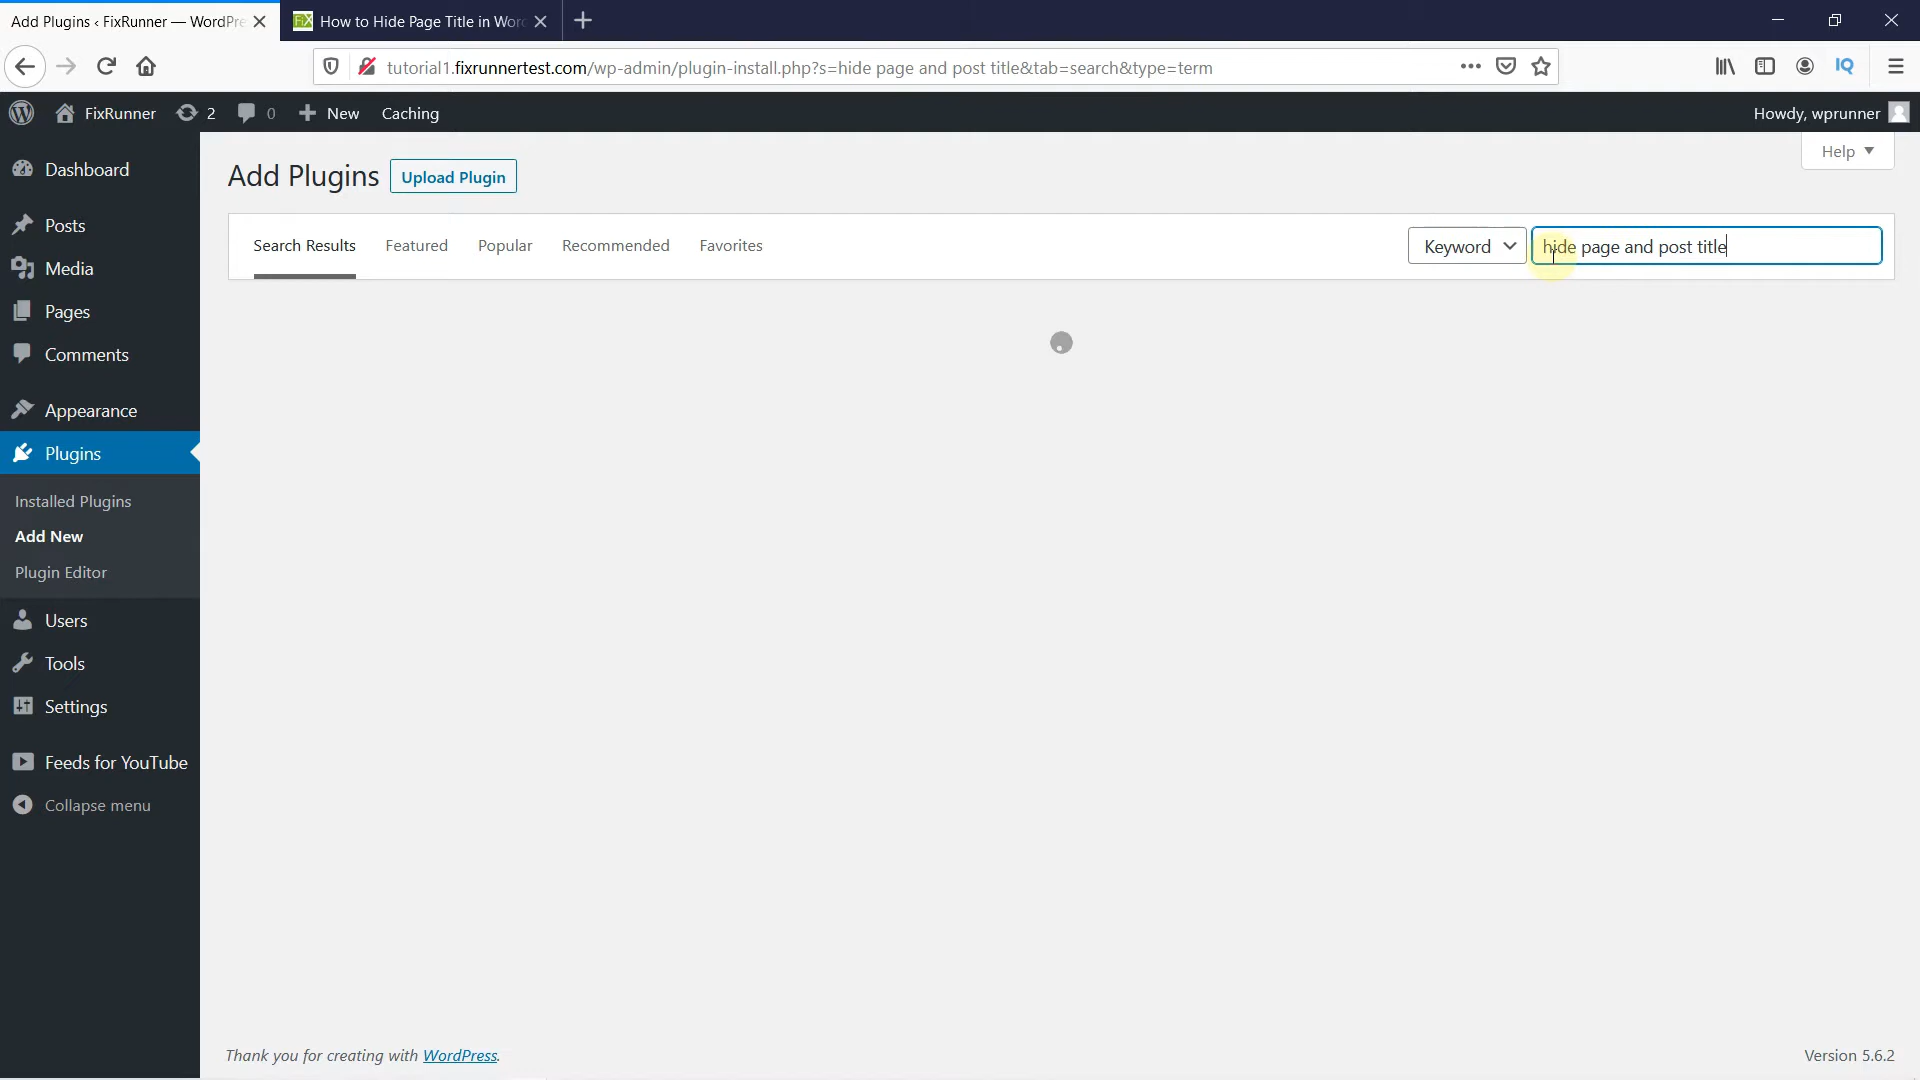 Add Plugins ‹ FixRunner — WordPre
How to Hide Page Title in Wor
tutorial1.fixrunnertest.com/wp-admin/plugin-install.php?s=hide page and post title&tab=search&type=term
IQ
FixRunner
2
0
New
Caching
Howdy, wprunner
Help
Dashboard
Posts
Media
Pages
Comments
Appearance
Plugins
Installed Plugins
Add New
Plugin Editor
Users
Tools
Settings
Feeds for YouTube
Collapse menu
Add Plugins
Upload Plugin
Search Results
Featured
Popular
Recommended
Favorites
Keyword
hide page and post title
Thank you for creating with WordPress.
Version 5.6.2